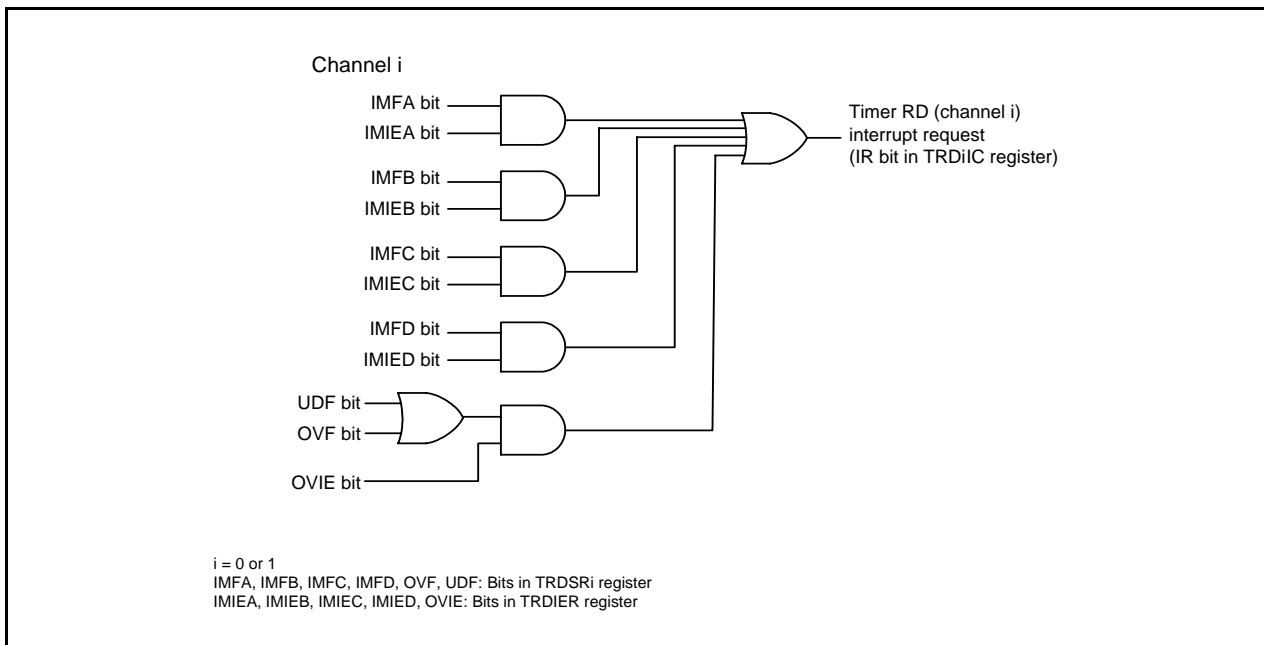 Channel i
IMFA bit
IMIEA bit
IMFB bit
IMIEB bit
IMFC bit
IMIEC bit
IMFD bit
IMIED bit
UDF bit
OVF bit
OVIE bit
Timer RD (channel i)
interrupt request
(IR bit in TRDiIC register)
i = 0 or 1
IMFA, IMFB, IMFC, IMFD, OVF, UDF: Bits in TRDSRi register
IMIEA, IMIEB, IMIEC, IMIED, OVIE: Bits in TRDIER register